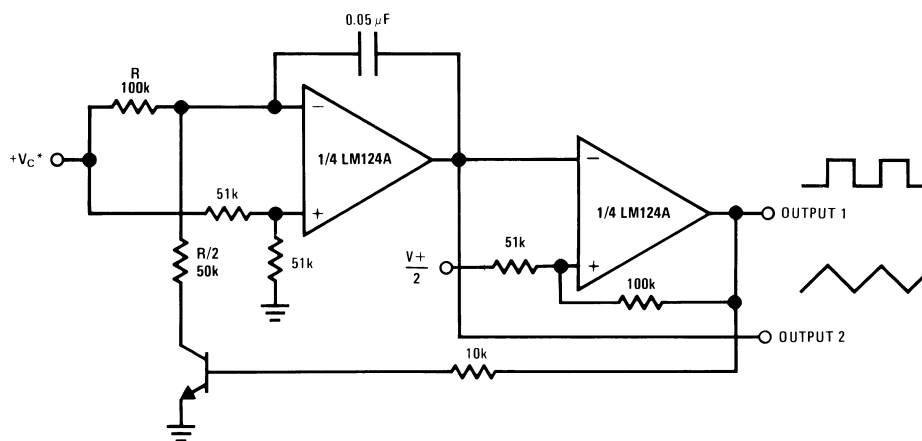 0.05 μF
R
100k
+VC*
1/4 LM124A
51k
51k
R/2
50k
V+
2
51k
1/4 LM124A
100k
OUTPUT 1
OUTPUT 2
10k